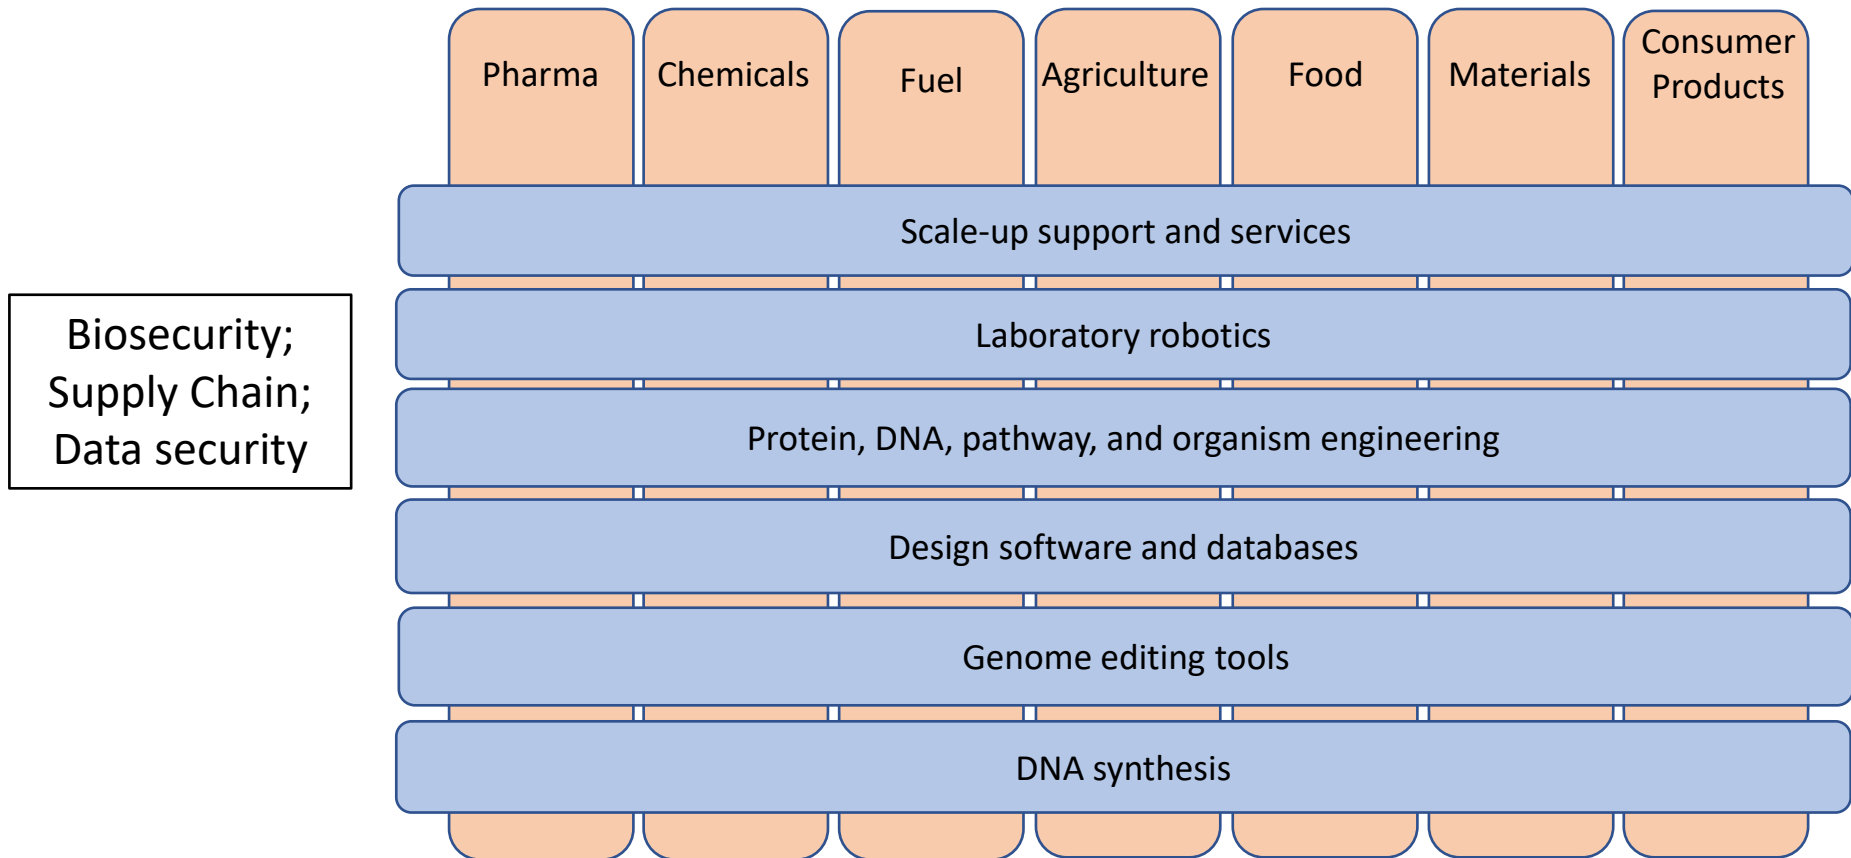 Pharma
Chemicals
Fuel
Agriculture
Food
Materials
Consumer
Products
Scale-up support and services
Laboratory robotics
Biosecurity;
Supply Chain;
Data security
Protein, DNA, pathway, and organism engineering
Design software and databases
Genome editing tools
DNA synthesis